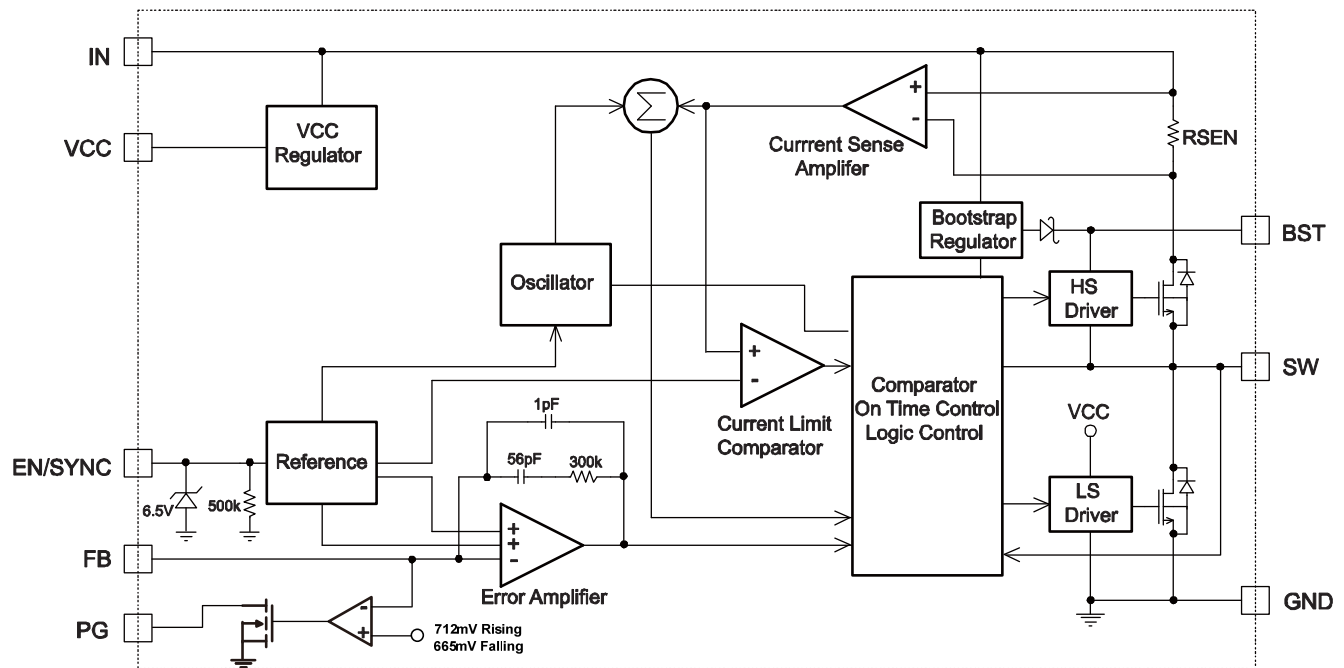 IN
VCC
VCC
Regulator
Σ
+
-
Currrent Sense
Amplifer
RSEN
Bootstrap
Regulator
BST
Oscillator
HS
Driver
+
-
Current Limit
Comparator
Comparator
On Time Control
Logic Control
SW
VCC
1pF
56pF
300k
EN/SYNC
Reference
6.5V
500k
LS
Driver
+
+
-
Error Amplifier
FB
PG
-
+
712mV Rising
665mV Falling
GND